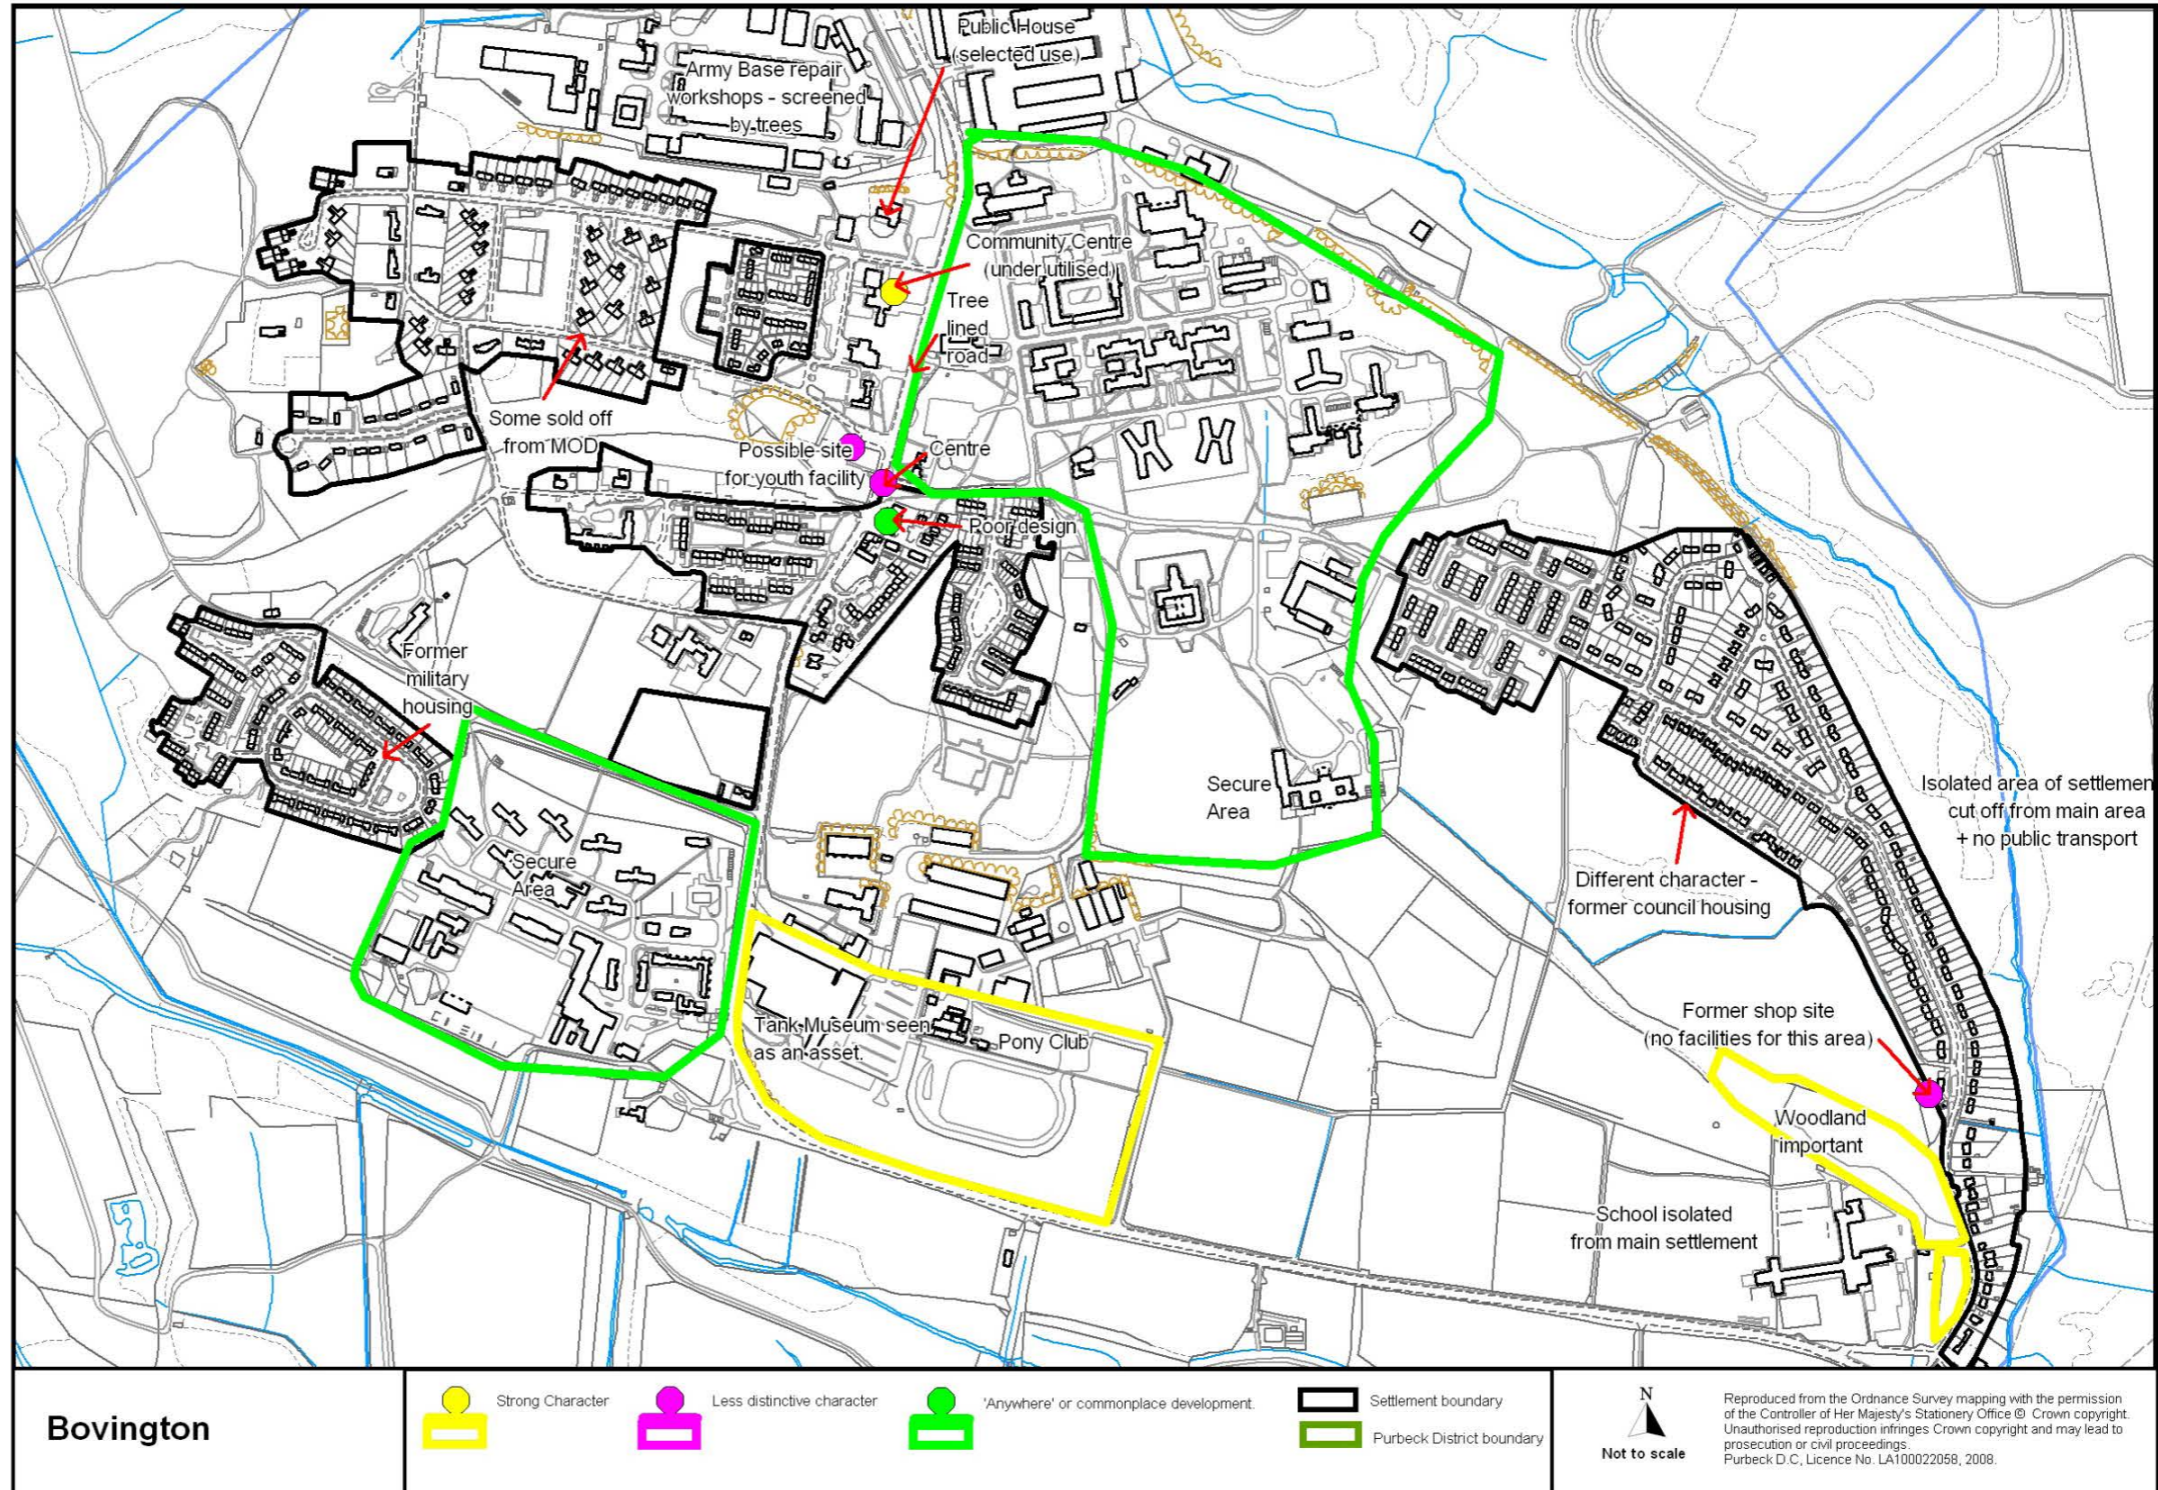 Public House
(selected use)
Army Base repair
workshops - screened
by trees
Community Centre
(under utilised)
Tree
lined
road
Some sold off
from MOD
Possible site
for youth facility
Centre
Poor design
Former
military
housing
Secure
Area
Secure
Area
Isolated area of settlemen
cut off from main area
+ no public transport
Different character -
former council housing
Tank Museum seen
as an asset.
Pony Club
Former shop site
(no facilities for this area)
Woodland
important
School isolated
from main settlement
Bovington
Strong Character
Less distinctive character
'Anywhere' or commonplace development.
Settlement boundary
Purbeck District boundary
N
Not to scale
Reproduced from the Ordnance Survey mapping with the permission
of the Controller of Her Majesty's Stationery Office © Crown copyright.
Unauthorised reproduction infringes Crown copyright and may lead to
prosecution or civil proceedings.
Purbeck D.C, Licence No. LA100022058, 2008.